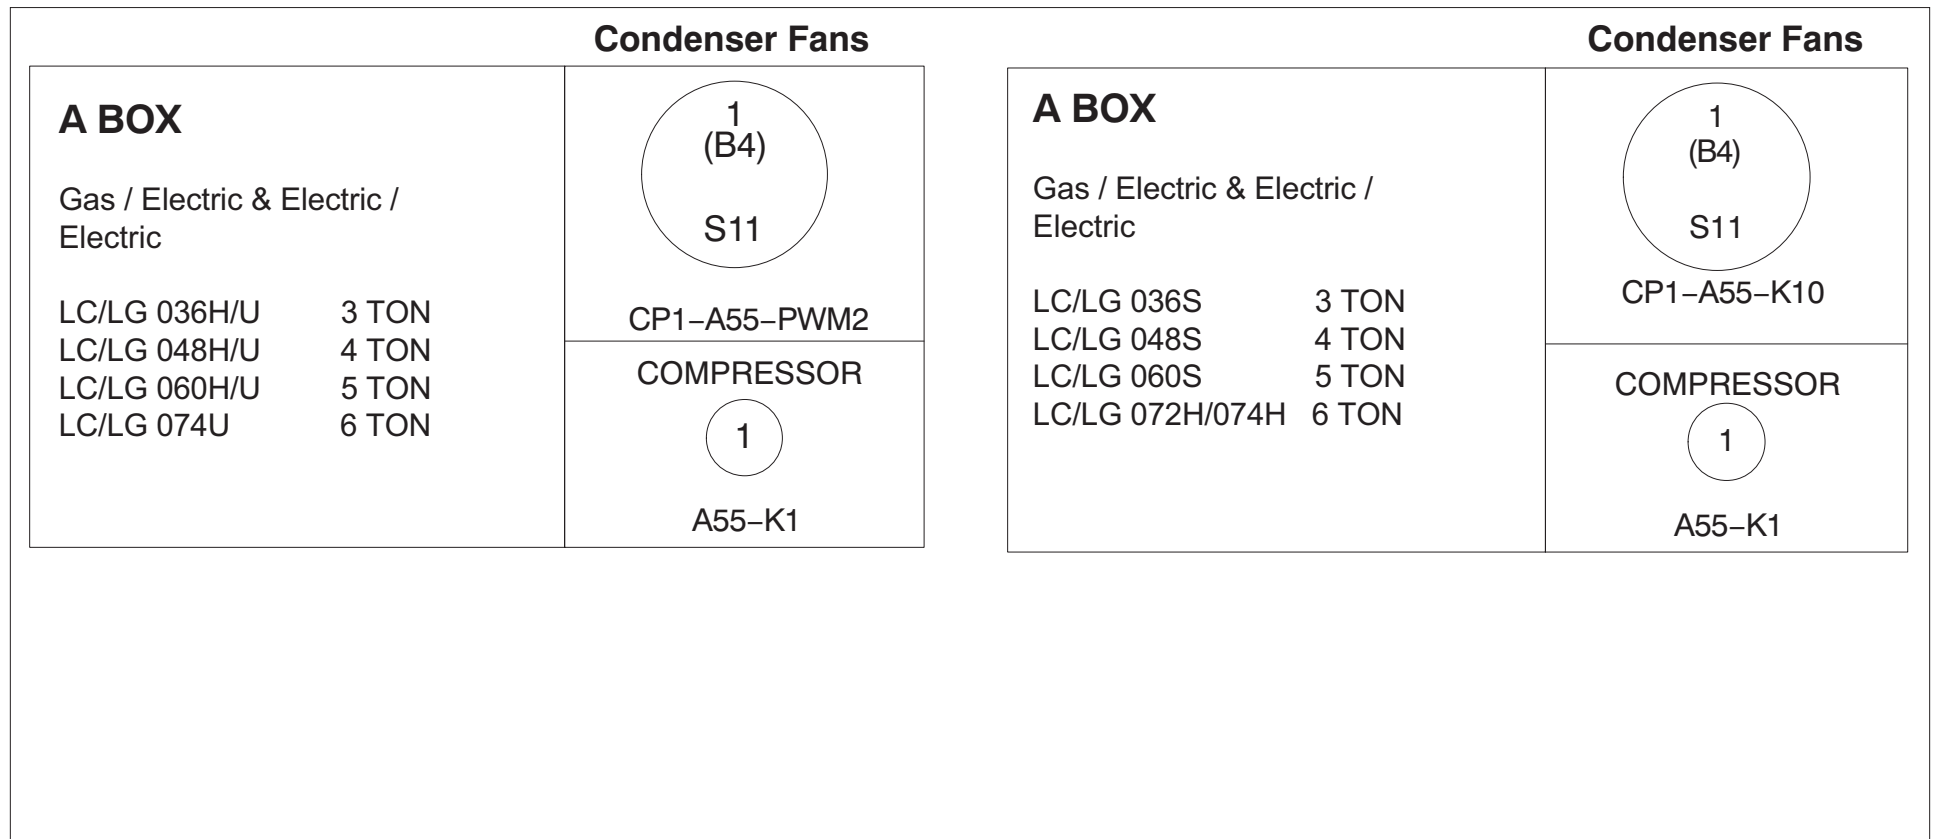 Condenser Fans
A BOX
Gas / Electric & Electric /
Electric
LC/LG 036H/U 3 TON
LC/LG 048H/U 4 TON
LC/LG 060H/U 5 TON
LC/LG 074U 6 TON
1
(B4)
S11
CP1–A55–PWM2
COMPRESSOR
1
A55–K1
Condenser Fans
A BOX
Gas / Electric & Electric /
Electric
LC/LG 036S 3 TON
LC/LG 048S 4 TON
LC/LG 060S 5 TON
LC/LG 072H/074H 6 TON
1
(B4)
S11
CP1–A55–K10
COMPRESSOR
1
A55–K1